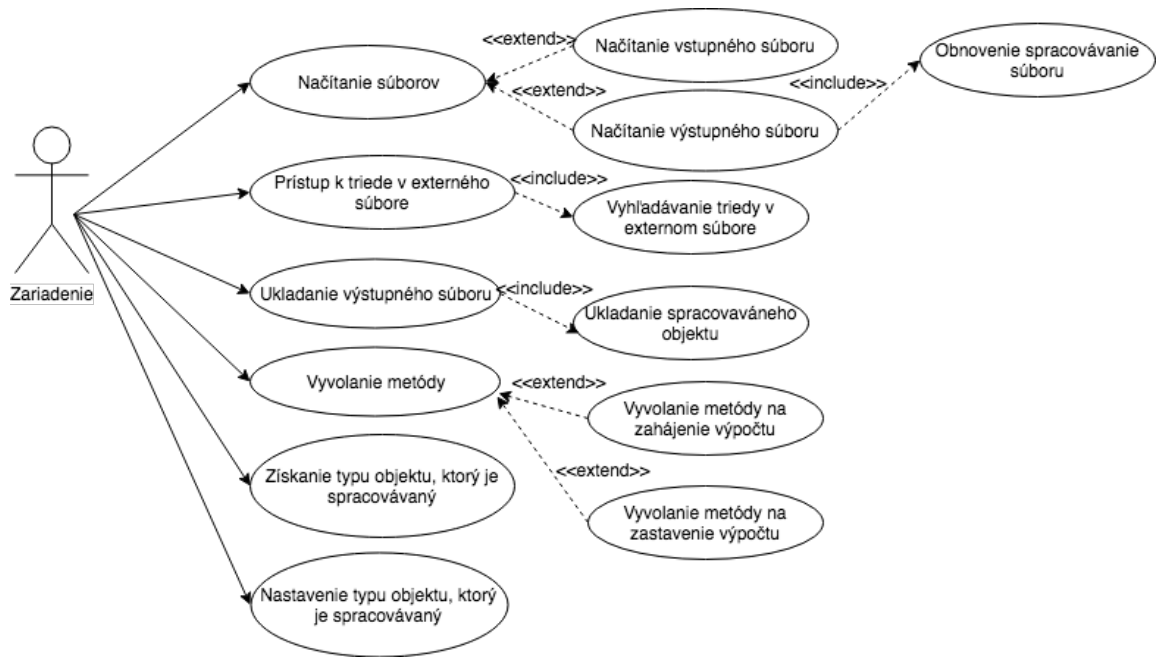 <<extend>>
Načítanie vstupného súboru
Obnovenie spracovávanie
súboru
Načítanie súborov
<<extend>>
<<include>>
Načítanie výstupného súboru
Prístup k triede v externého
súbore
<<include>>
Vyhľadávanie triedy v
externom súbore
Zariadenie
Ukladanie výstupného súboru
<<include>>
Ukladanie spracovaváneho
objektu
Vyvolanie metódy
<<extend>>
Vyvolanie metódy na
zahájenie výpočtu
<<extend>>
Získanie typu objektu, ktorý je
spracovávaný
Vyvolanie metódy na
zastavenie výpočtu
Nastavenie typu objektu, ktorý
je spracovávaný